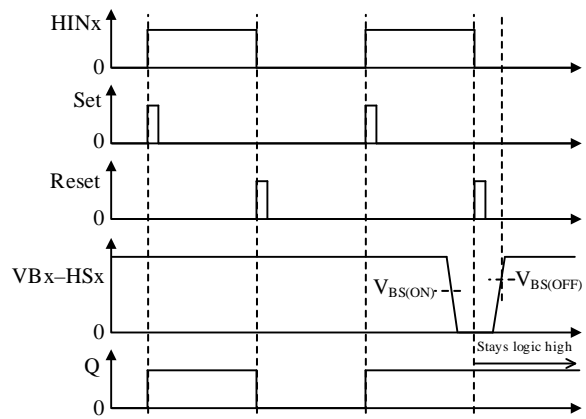 HINx
0
Set
0
Reset
0
VBx–HSx
V_BS(ON)
V_BS(OFF)
0
Stays logic high
Q
0